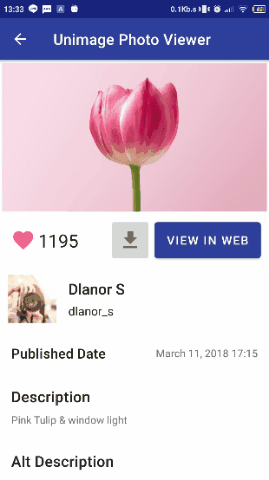 13:33 0.1K/s
Unimage Photo Viewer
1195
VIEW IN WEB
Dlanor S
dlanor_s
Published Date
March 11, 2018 17:15
Description
Pink Tulip & window light
Alt Description